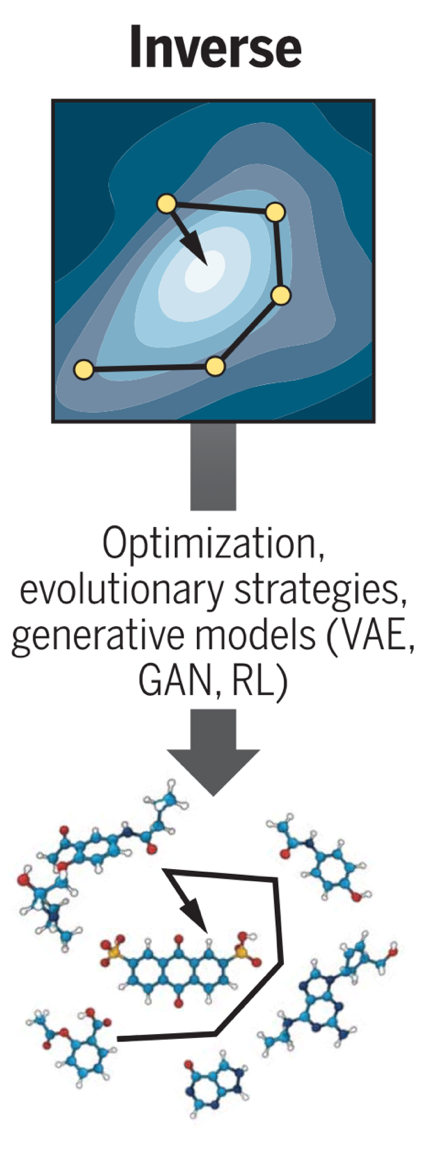 Inverse
Optimization,
evolutionary strategies,
generative models (VAE,
GAN, RL)